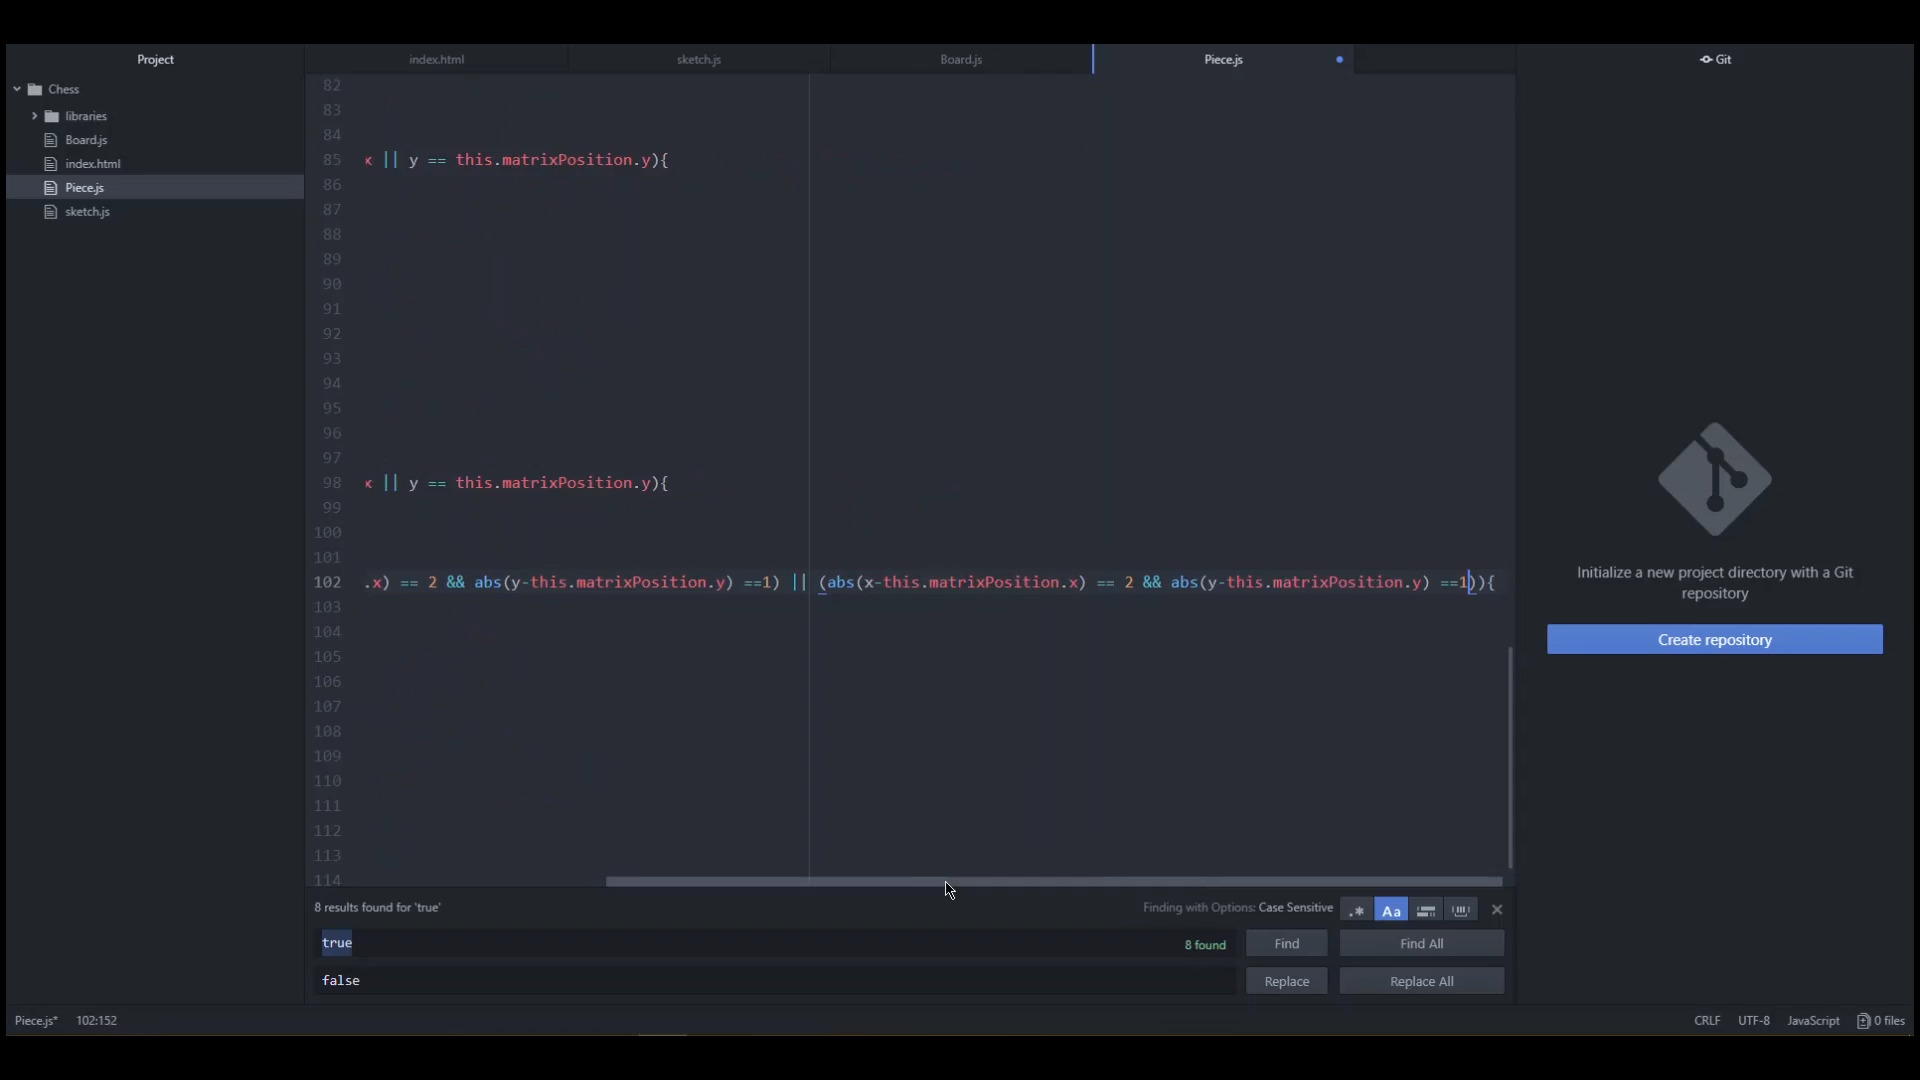 Project
index.html
sketch.js
Board.js
Piece.js
Git
Chess
libraries
Board.js
index.html
Piece.js
sketch.js
82
83
84
85 x || y == this.matrixPosition.y){
86
87
88
89
90
91
92
93
94
95
96
97
98 x || y == this.matrixPosition.y){
99
100
101
102 .x) == 2 && abs(y-this.matrixPosition.y) ==1) || (abs(x-this.matrixPosition.x) == 2 && abs(y-this.matrixPosition.y) ==1)){
103
104
105
106
107
108
109
110
111
112
113
114
Initialize a new project directory with a Git
repository
Create repository
8 results found for 'true'
Finding with Options: Case Sensitive
.*
Aa
true
8 found
Find
Find All
false
Replace
Replace All
Piece.js*
102:152
CRLF
UTF-8
JavaScript
0 files